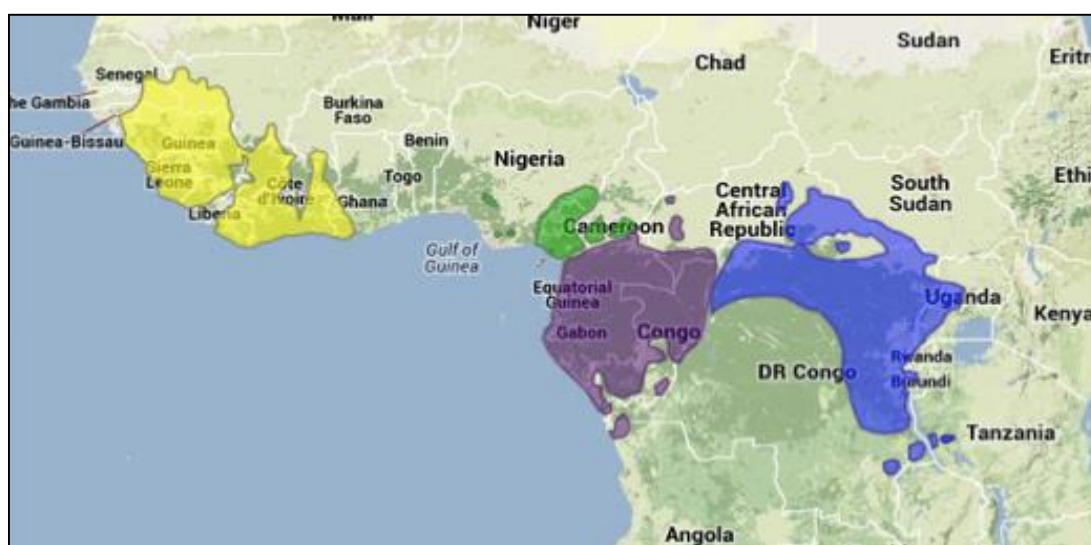 Mali
Niger
Sudan
Eritr
Chad
Senegal
he Gambia
Burkina
Faso
Guinea-Bissau
Guinea
Benin
Nigeria
Ethi
Sierra
Leone
Côte
d'Ivoire
Togo
Ghana
Liberia
Central
African
Republic
South
Sudan
Cameroon
Gulf of
Guinea
Equatorial
Guinea
Uganda
Kenya
Gabon
Congo
DR Congo
Rwanda
Burundi
Tanzania
Angola